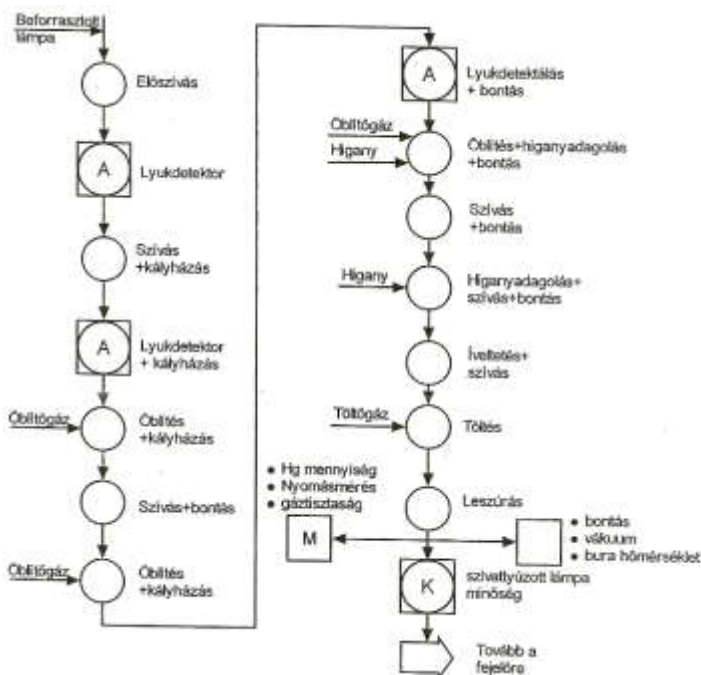 Beforrasztott
lámpa
Előszívás
A
Lyukdetektor
Szívás
+kályházás
A
Lyukdetektor
+ kályházás
Öblítőgáz
Öblítés
+kályházás
Szívás+bontás
Öblítőgáz
Öblítés
+kályházás
A
Lyukdetektálás
+ bontás
Öblítőgáz
Higany
Öblítés+higanyadagolás
+bontás
Szívás
+bontás
Higany
Higanyadagolás+
szívás+bontás
Íveltetés+
szívás
Töltőgáz
Töltés
• Hg mennyiség
• Nyomásmérés
• gáztisztaság
Leszúrás
M
• bontás
• vákuum
• bura hőmérséklet
K
szivattyúzott lámpa
minőség
Tovább a
fejelőre